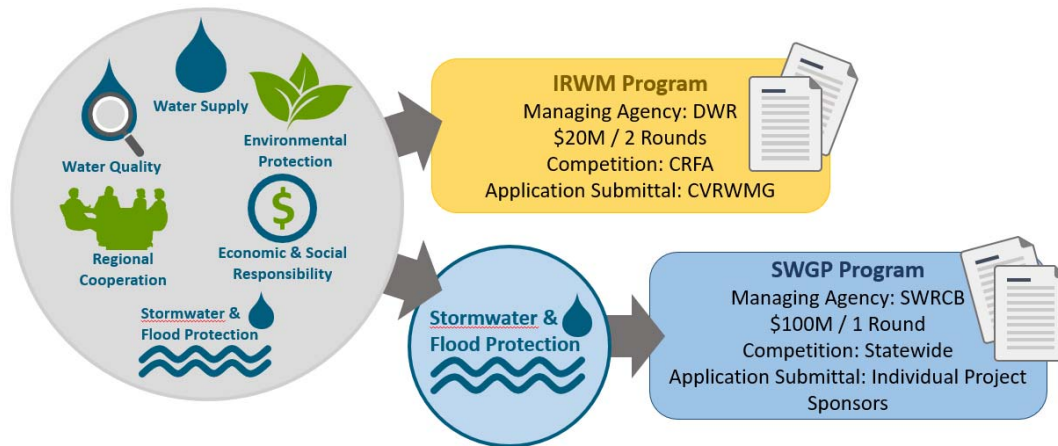 Water Supply
Water Quality
Environmental
Protection
Regional
Cooperation
$
Economic & Social
Responsibility
Stormwater &
Flood Protection
IRWM Program
Managing Agency: DWR
$20M / 2 Rounds
Competition: CRFA
Application Submittal: CVRWMG
Stormwater &
Flood Protection
SWGP Program
Managing Agency: SWRCB
$100M / 1 Round
Competition: Statewide
Application Submittal: Individual Project
Sponsors